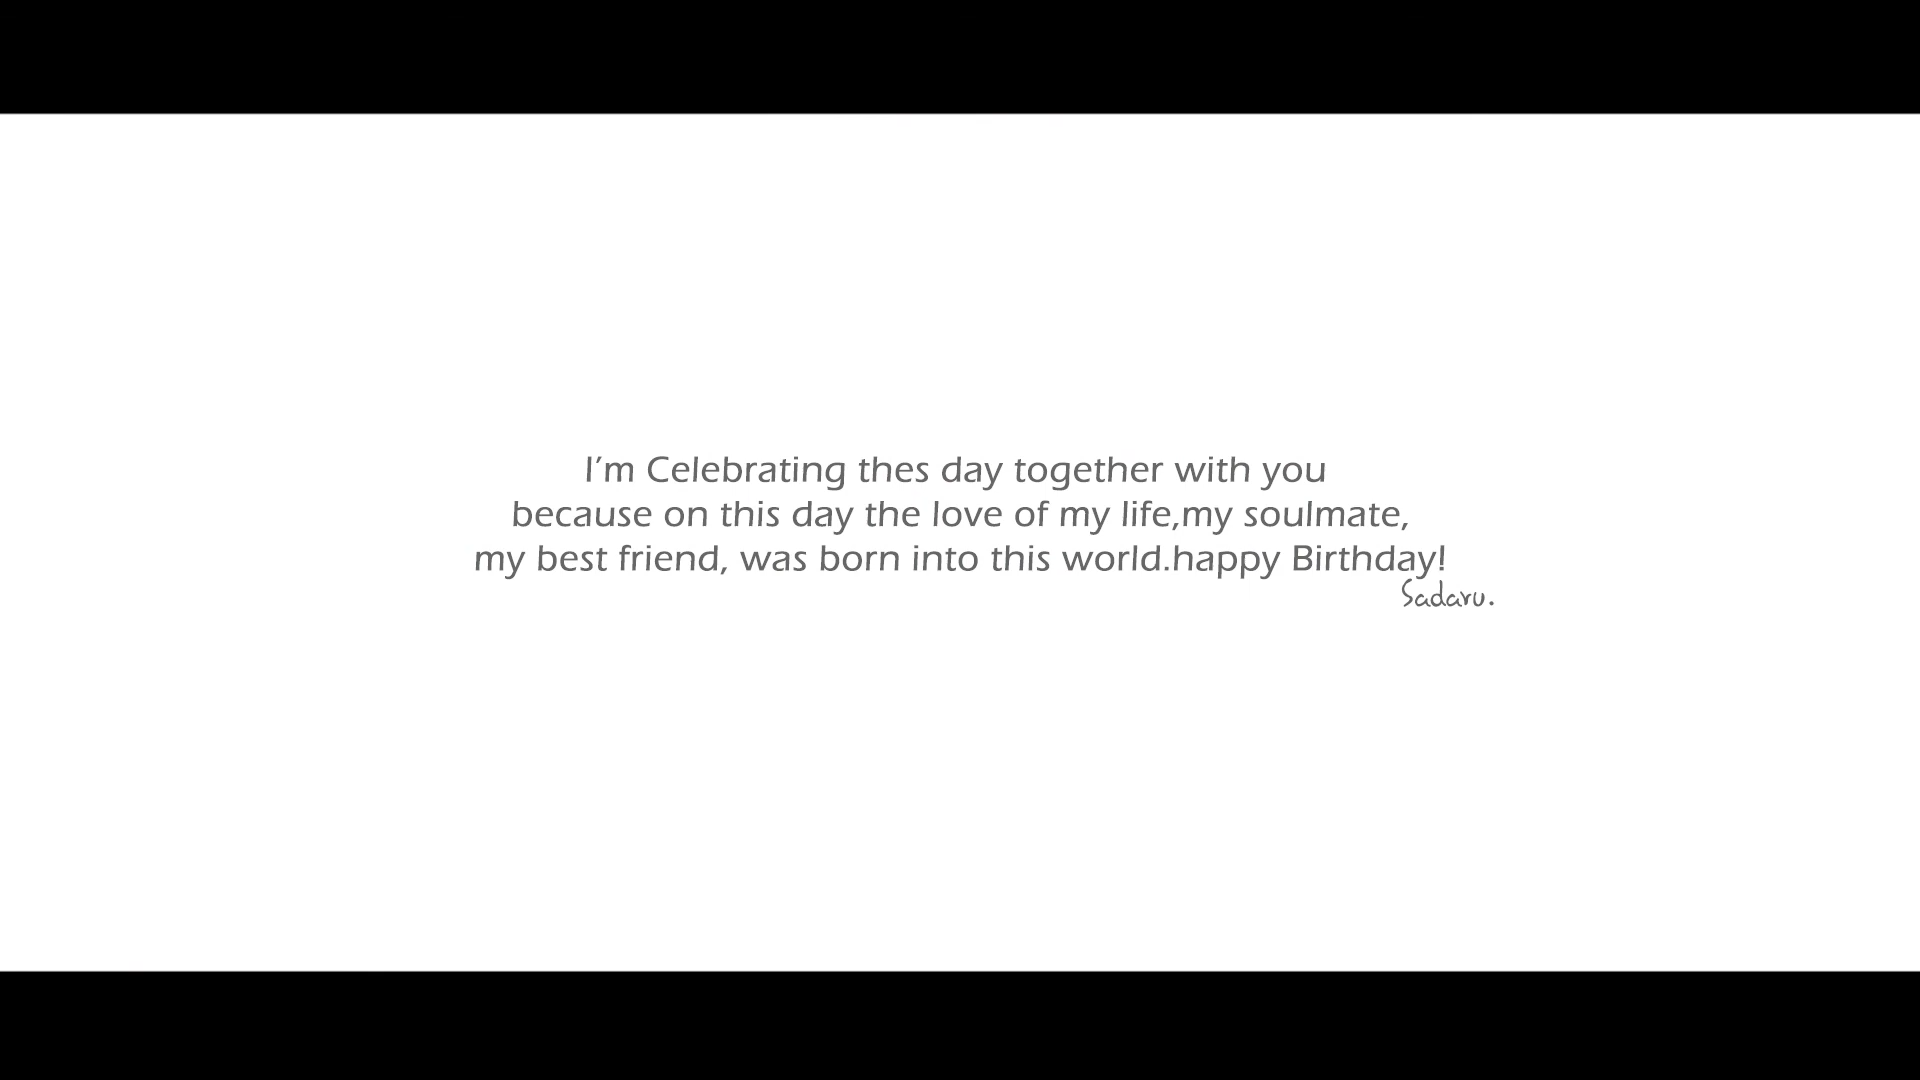 I'm Celebrating thes day together with you
because on this day the love of my life,my soulmate,
my best friend, was born into this world.happy Birthday!
Sadaru.